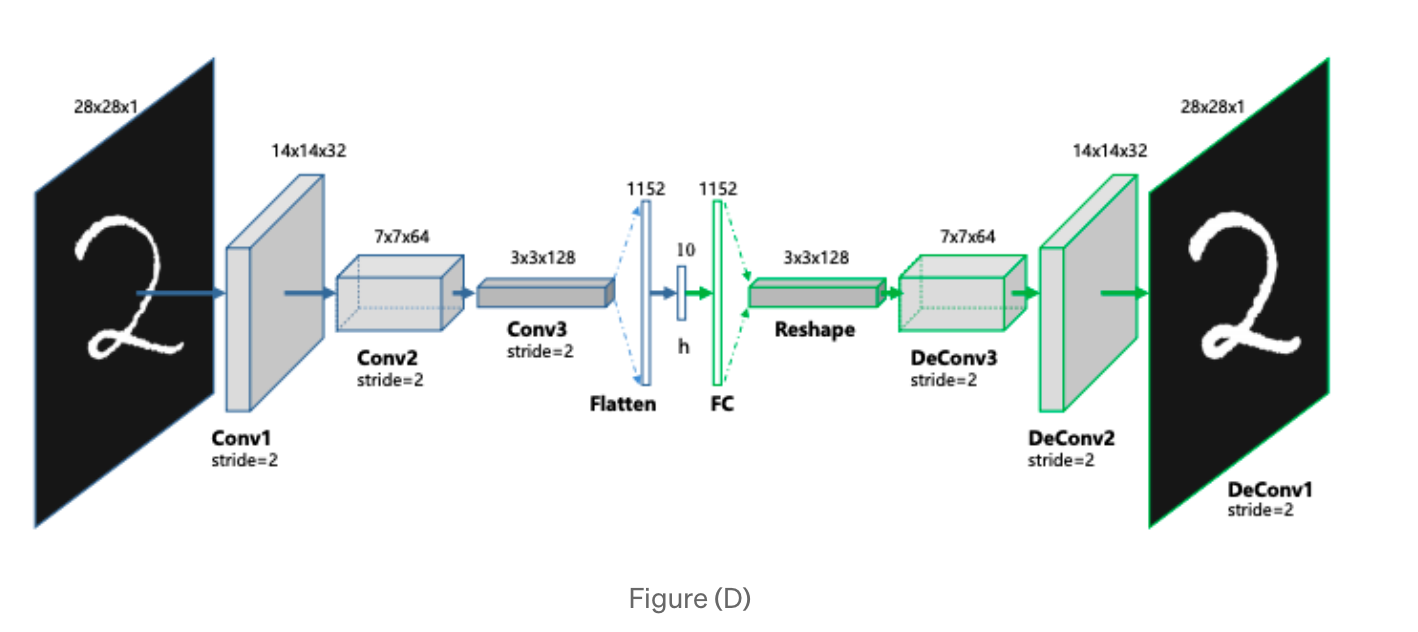 28x28x1
14x14x32
7x7x64
3x3x128
1152
10
1152
3x3x128
7x7x64
14x14x32
28x28x1
Conv1
stride=2
Conv2
stride=2
Conv3
stride=2
Flatten
h
FC
Reshape
DeConv3
stride=2
DeConv2
stride=2
DeConv1
stride=2
2
2
Figure (D)